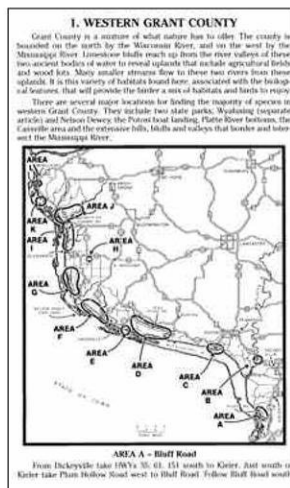 1. WESTERN GRANT COUNTY
Grant County is a mixture of what nature has to offer. The county is
bounded on the north by the Wisconsin River, and on the west by the
Mississippi River. Limestone bluffs reach up from the river valleys of these
two ancient bodies of water to reveal uplands that include agricultural fields
and wood lots. Many smaller streams flow to these two rivers from these
uplands. It is this variety of habitats found here, associated with the biologi-
cal features, that will provide the birder a mix of habitats and birds to enjoy.
There are several major locations for finding the majority of species in
western Grant County. They include two state parks, Wyalusing (separate
article) and Nelson Dewey, the Potosi boat landing, Platte River bottoms, the
Cassville area and the extensive hills, bluffs and valleys that border and inter-
sect the Mississippi River.
AREA
L
AREA J
AREA
K
AREA
I
AREA
H
AREA
G
AREA
F
AREA
E
AREA
D
AREA
C
AREA
B
AREA
A
LANCASTER
STATE OF IOWA
AREA A – Bluff Road
From Dickeyville take HWYs 35, 61, 151 south to Kieler. Just south of
Kieler take Plum Hollow Road west to Bluff Road. Follow Bluff Road south